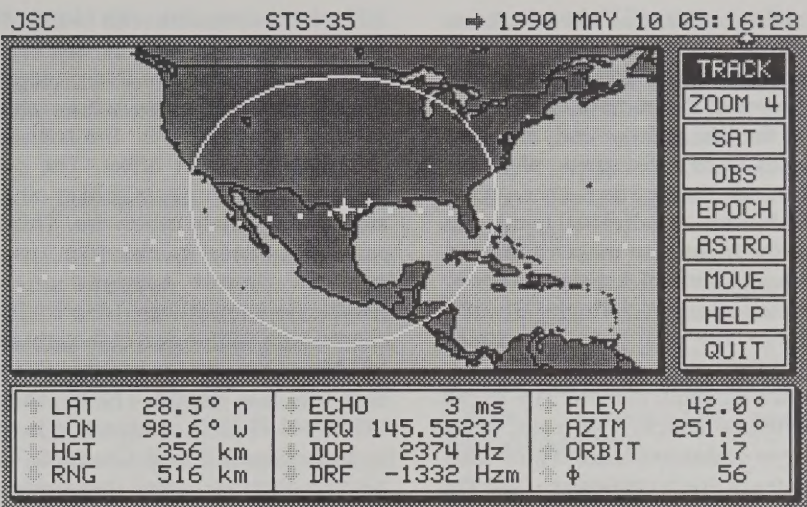 JSC STS-35 → 1990 MAY 10 05:16:23
TRACK
ZOOM 4
SAT
OBS
EPOCH
ASTRO
MOVE
HELP
QUIT
↑ LAT 28.5° n
↑ LON 98.6° w
↓ HGT 356 km
↓ RNG 516 km
↓ ECHO 3 ms
↓ FRQ 145.55237
↓ DOP 2374 Hz
↓ DRF -1332 Hzm
↑ ELEV 42.0°
↓ AZIM 251.9°
↑ ORBIT 17
↑ ϕ 56